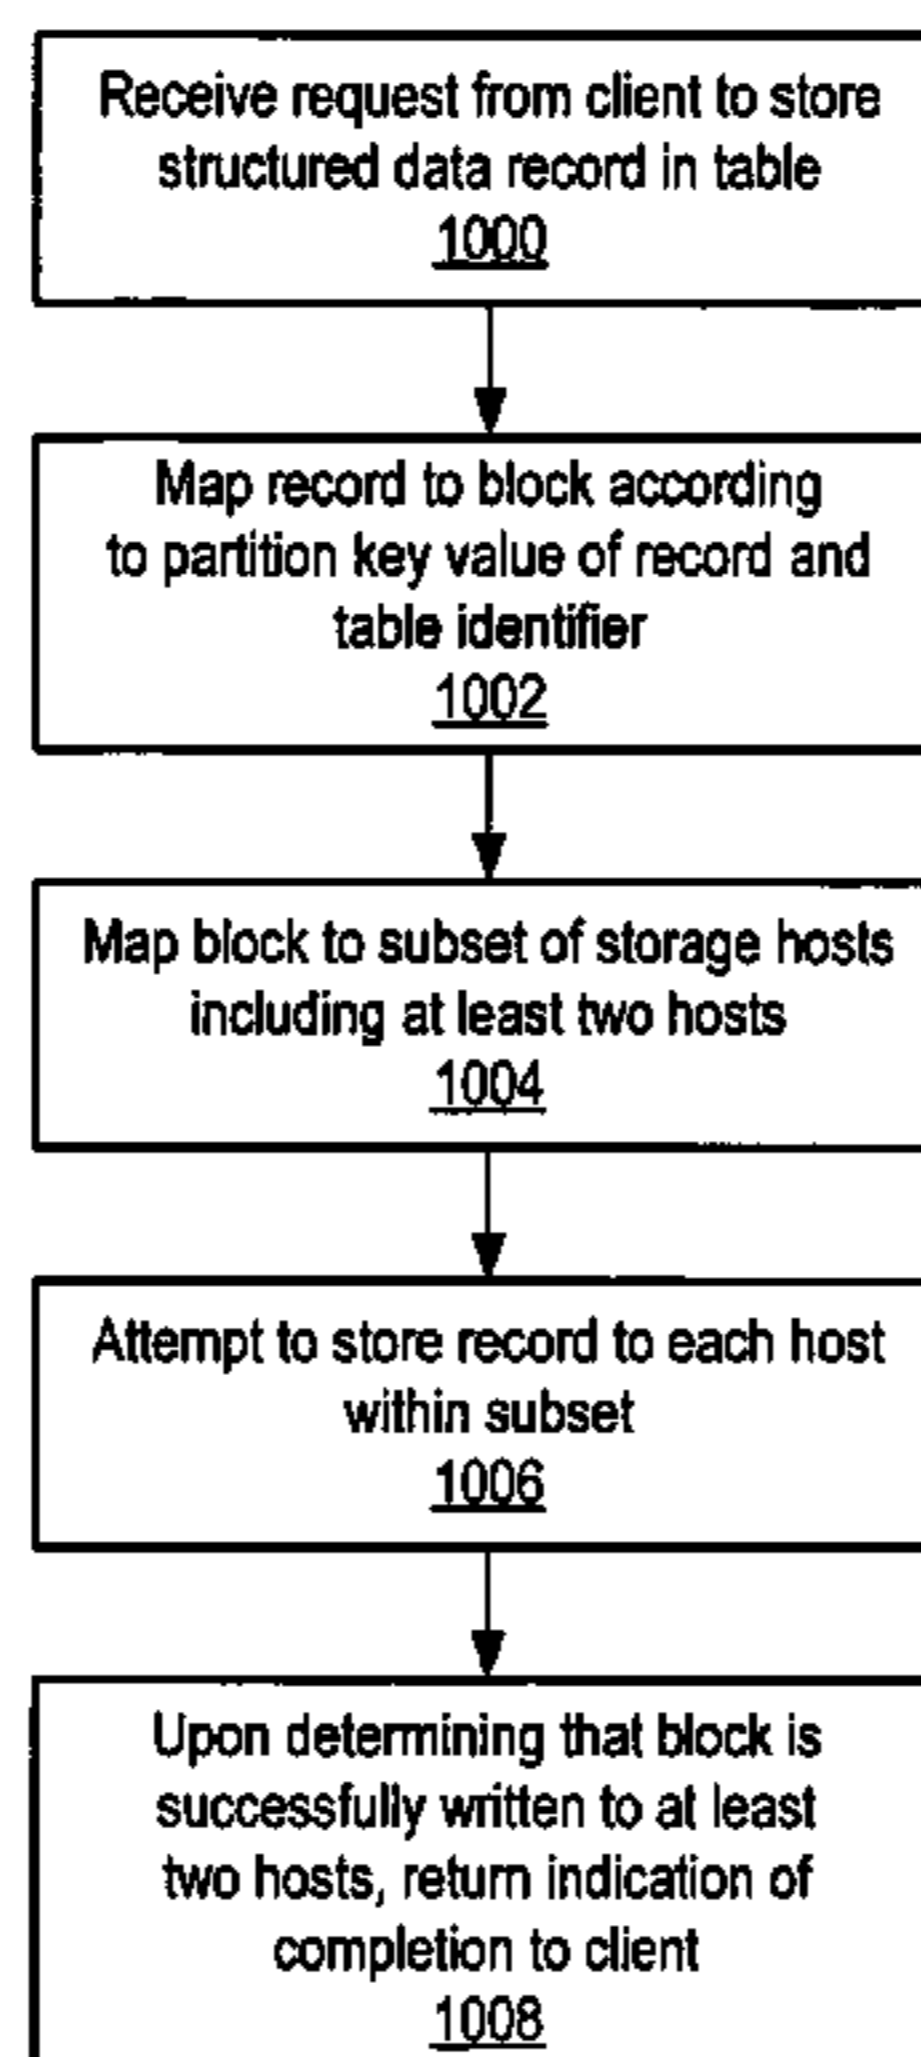 Receive request from client to store
structured data record in table
1000
Map record to block according
to partition key value of record and
table identifier
1002
Map block to subset of storage hosts
including at least two hosts
1004
Attempt to store record to each host
within subset
1006
Upon determining that block is
successfully written to at least
two hosts, return indication of
completion to client
1008